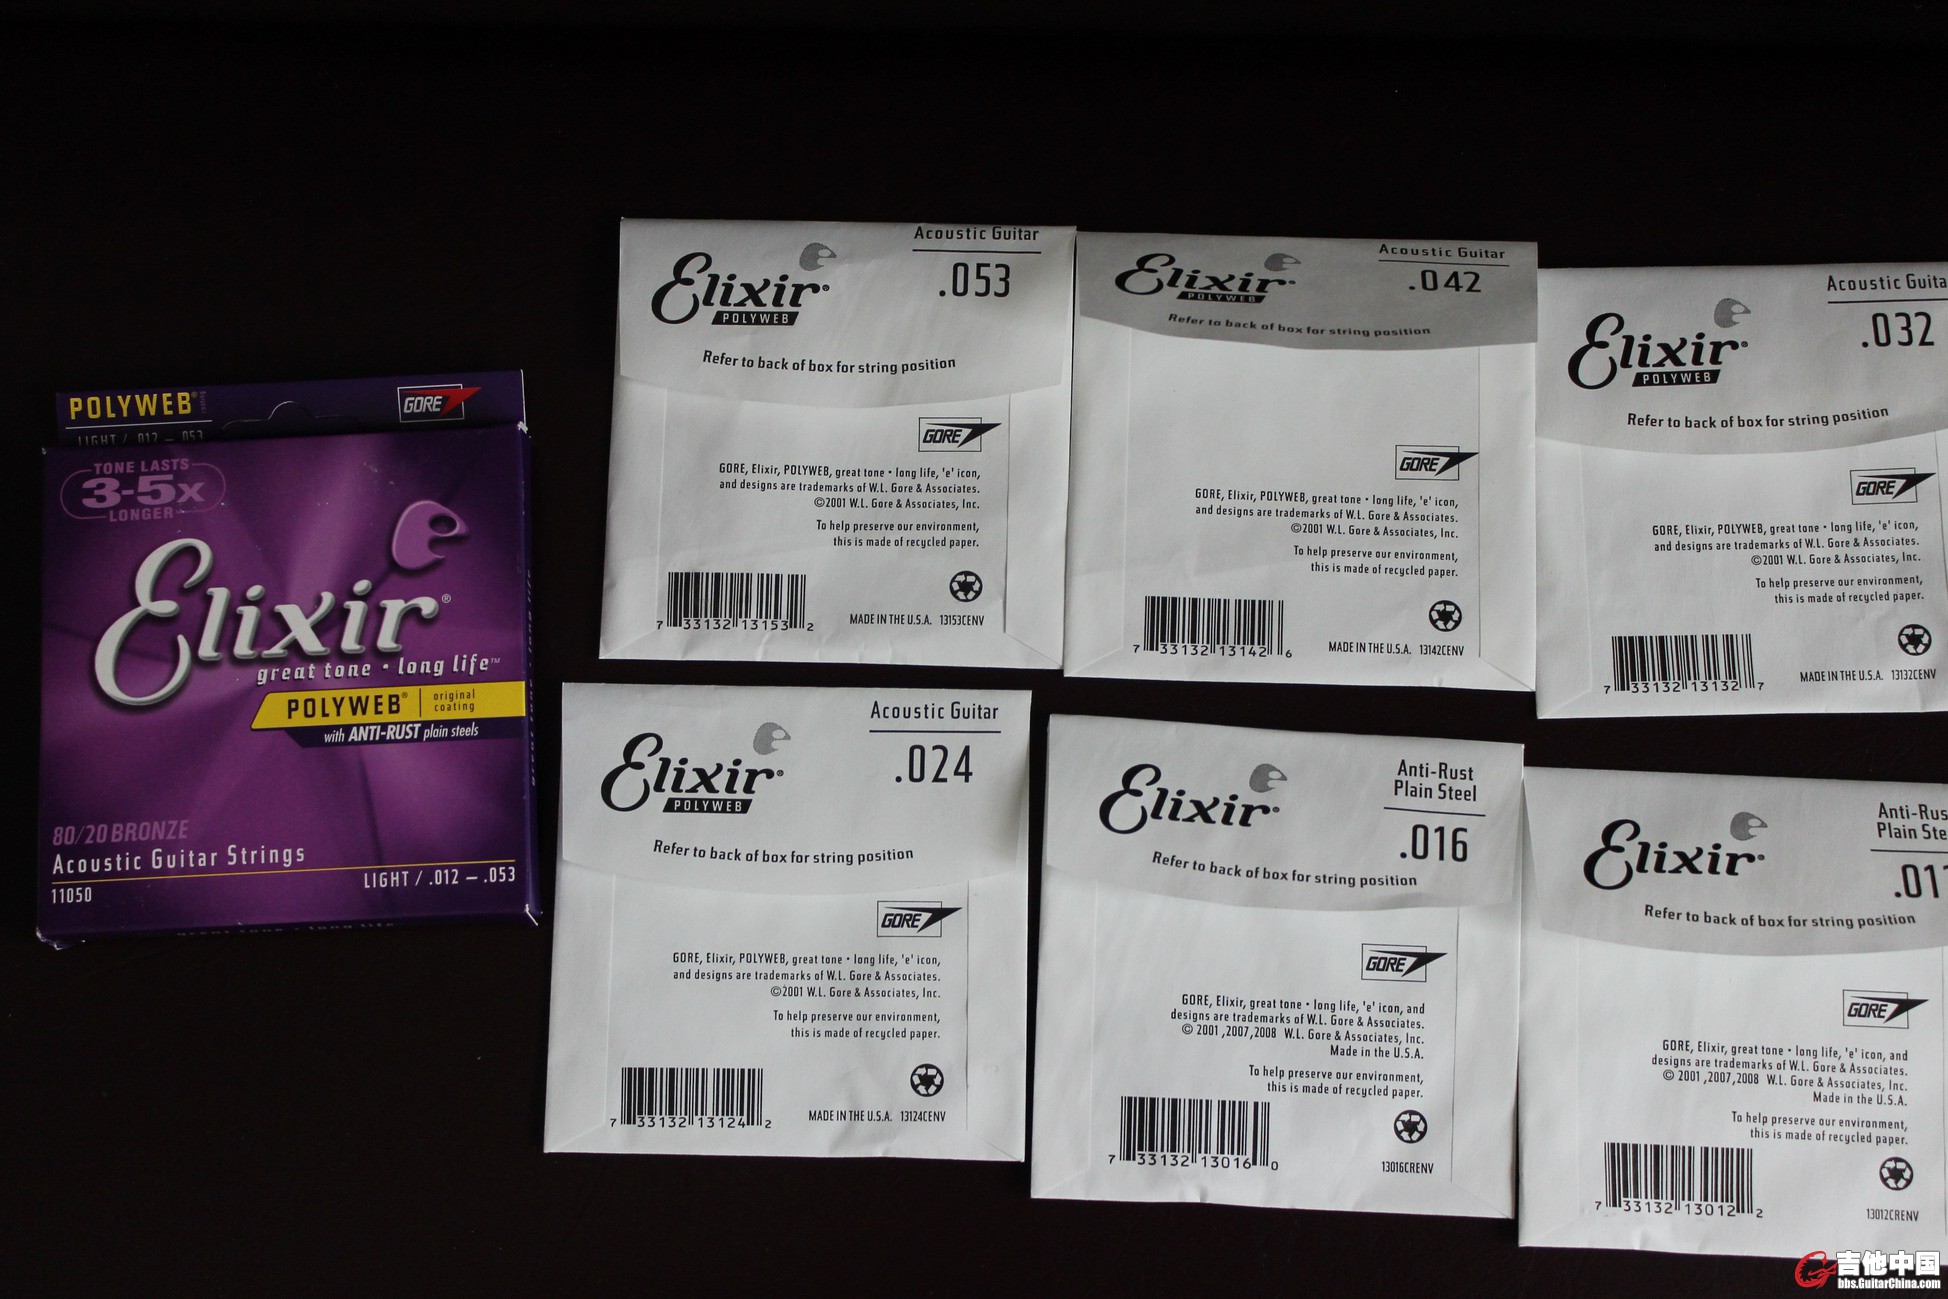 POLYWEB®
GORE
LIGHT / .012 – .053
TONE LASTS
3-5x
LONGER
Elixir®
great tone • long life™
POLYWEB® | original coating
with ANTI-RUST plain steels
80/20 BRONZE
Acoustic Guitar Strings
11050
LIGHT / .012 – .053
great tone • long life
Acoustic Guitar
Elixir®
POLYWEB
.053
Refer to back of box for string position
GORE
GORE, Elixir, POLYWEB, great tone • long life, 'e' icon,
and designs are trademarks of W.L. Gore & Associates.
©2001 W.L. Gore & Associates, Inc.
To help preserve our environment,
this is made of recycled paper.
7 33132 13153 2
MADE IN THE U.S.A. 13153CENV
Acoustic Guitar
Elixir®
POLYWEB
.042
Refer to back of box for string position
GORE
GORE, Elixir, POLYWEB, great tone • long life, 'e' icon,
and designs are trademarks of W.L. Gore & Associates.
©2001 W.L. Gore & Associates, Inc.
To help preserve our environment,
this is made of recycled paper.
7 33132 13142 6
MADE IN THE U.S.A. 13142CENV
Acoustic Guita
Elixir®
POLYWEB
.032
Refer to back of box for string position
GORE
GORE, Elixir, POLYWEB, great tone • long life, 'e' icon,
and designs are trademarks of W.L. Gore & Associates.
©2001 W.L. Gore & Associates, Inc.
To help preserve our environment,
this is made of recycled paper.
7 33132 13132 7
MADE IN THE U.S.A. 13132CENV
Acoustic Guitar
Elixir®
POLYWEB
.024
Refer to back of box for string position
GORE
GORE, Elixir, POLYWEB, great tone • long life, 'e' icon,
and designs are trademarks of W.L. Gore & Associates.
©2001 W.L. Gore & Associates, Inc.
To help preserve our environment,
this is made of recycled paper.
7 33132 13124 2
MADE IN THE U.S.A. 13124CENV
Anti-Rust
Plain Steel
Elixir®
.016
Refer to back of box for string position
GORE
GORE, Elixir, great tone • long life, 'e' icon, and
designs are trademarks of W.L. Gore & Associates.
© 2001 ,2007,2008 W.L. Gore & Associates, Inc.
Made in the U.S.A.
To help preserve our environment,
this is made of recycled paper.
7 33132 13016 0
13016CRENV
Anti-Rus
Plain Ste
Elixir®
.01
Refer to back of box for string position
GORE
GORE, Elixir, great tone • long life, 'e' icon, and
designs are trademarks of W.L. Gore & Associates.
© 2001 ,2007,2008 W.L. Gore & Associates, Inc.
Made in the U.S.A.
To help preserve our environment,
this is made of recycled paper.
7 33132 13012 2
13012CRENV
吉他中国
bbs.GuitarChina.com